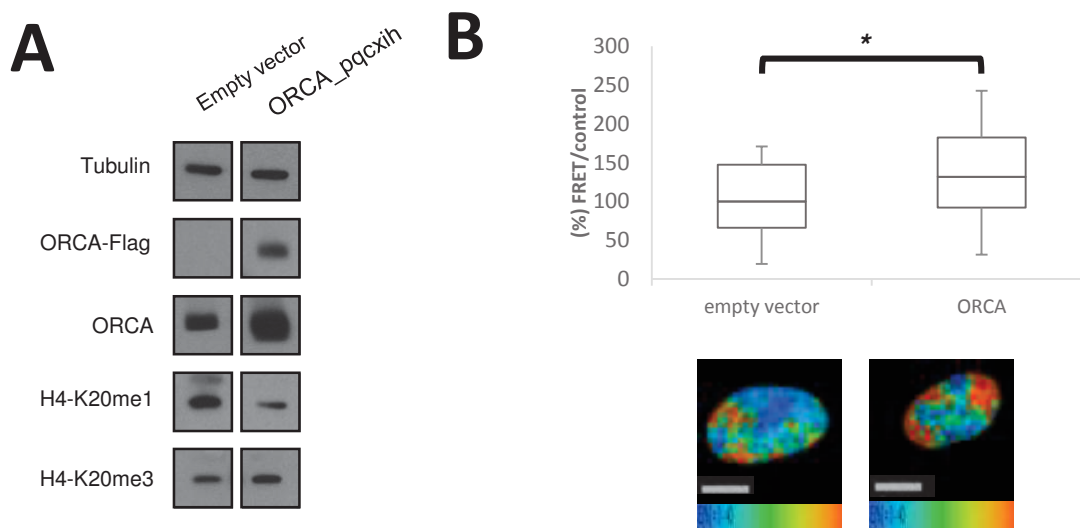 A
Empty vector
ORCA_pqcxih
Tubulin
ORCA-Flag
ORCA
H4-K20me1
H4-K20me3
B
300
250
200
150
100
50
0
(%) FRET/control
*
empty vector
ORCA